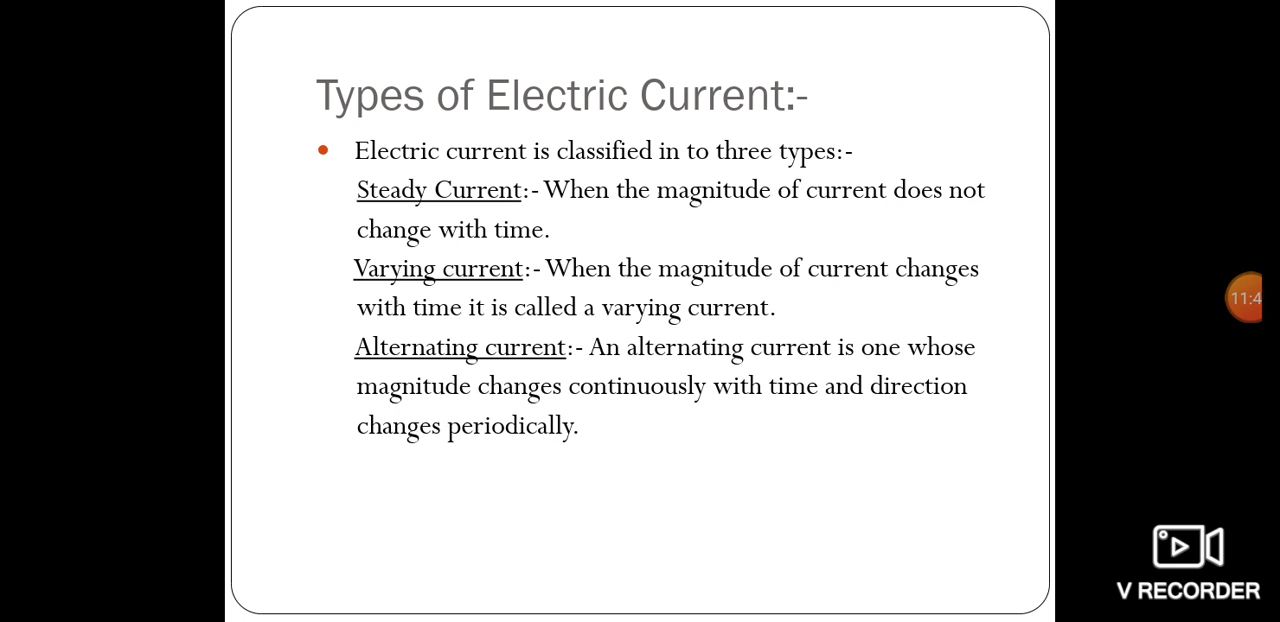 Types of Electric Current:-
Electric current is classified in to three types:-
Steady Current:- When the magnitude of current does not
change with time.
Varying current:- When the magnitude of current changes
with time it is called a varying current.
Alternating current:- An alternating current is one whose
magnitude changes continuously with time and direction
changes periodically.
11:4
V RECORDER